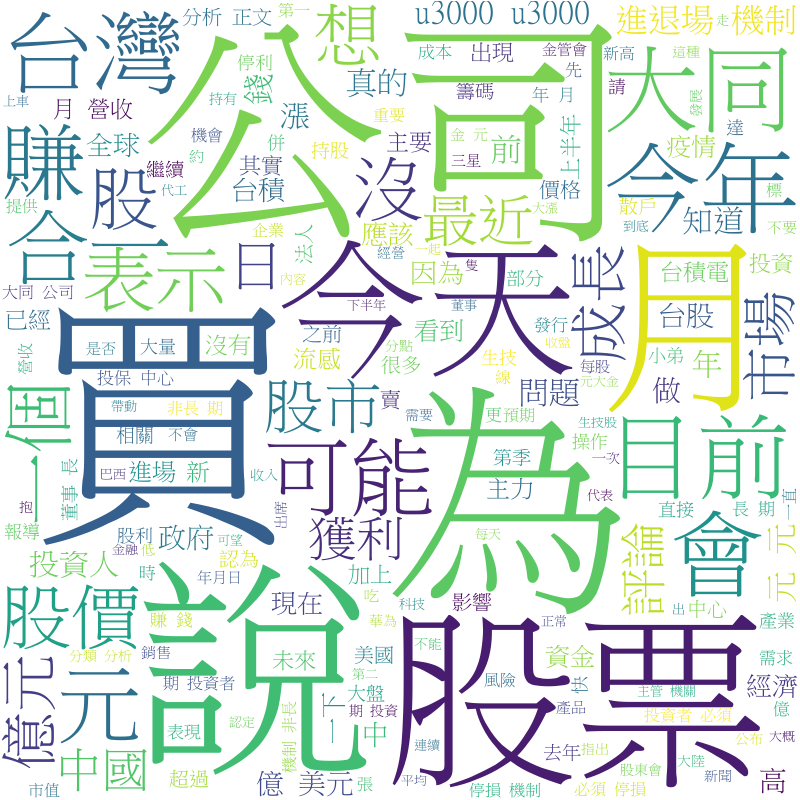 分析 正文
第一
想
u3000 u3000
進退場 機制
走
台灣
公司
停利
錢
真的
成本
出現
金管會
新高
這種
上車
月 營收
持有
重要
籌碼
先
年 月
請
發展
大同
賺
全球
機會
漲
併
主要
前
上半年
疫情
達
約
金 元
三星
股
繼續
其實
持股
沒
價格
散戶
標
今年
提供
代工
台積
企業
法人
應該
最近
大漲
到底
知道
不要
合一
表示
日
今天
經營
一起
因為
隻
部分
成長
月
台積電
投資
市場
大同 公司
內容
下半年
董事
台股
已經
是否
大量
沒有
之前
看到
發行
小弟
年
一個
營收
買
流感
分點
收盤
很多
生技
線
每股
元大金
問題
做
投保 中心
帶動
非長 期
股市
賣
為
需要
更預期
生技股
目前
相關
不會
可能
操作
一次
董事 長
巴西
進場
新
收入
第季
主力
代表
直接
長 期
一直
抱
出席
報導
股利
政府
可望
獲利
每天
會
評論
元 元
投資人
金融
低
認為
時
年月日
加上
吃
影響
科技
出
中心
股價
說
現在
華為
股票
正常
產業
賺 錢
億元
元
分類 分析
銷售
未來
美國
第二
不能
風險
資金
快
主管 機關
需求
經濟
期 投資者
一下
大盤
期 投資
產品
投資者 必須
億
中國
表現
認定
機制 非長
中
連續
去年
指出
公布
大概
超過
股東會
大陸
市值
億
美元
張
平均
停損 機制
必須 停損
新聞
高